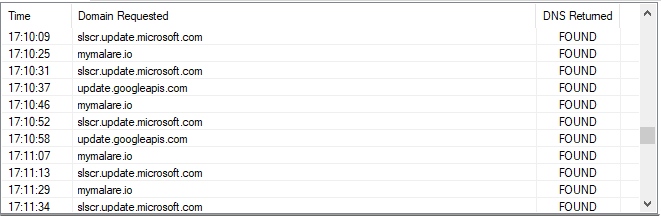 Time Domain Requested DNS Returned
17:10:09 slscr.update.microsoft.com FOUND
17:10:25 mymalare.io FOUND
17:10:31 slscr.update.microsoft.com FOUND
17:10:37 update.googleapis.com FOUND
17:10:46 mymalare.io FOUND
17:10:52 slscr.update.microsoft.com FOUND
17:10:58 update.googleapis.com FOUND
17:11:07 mymalare.io FOUND
17:11:13 slscr.update.microsoft.com FOUND
17:11:29 mymalare.io FOUND
17:11:34 slscr.update.microsoft.com FOUND